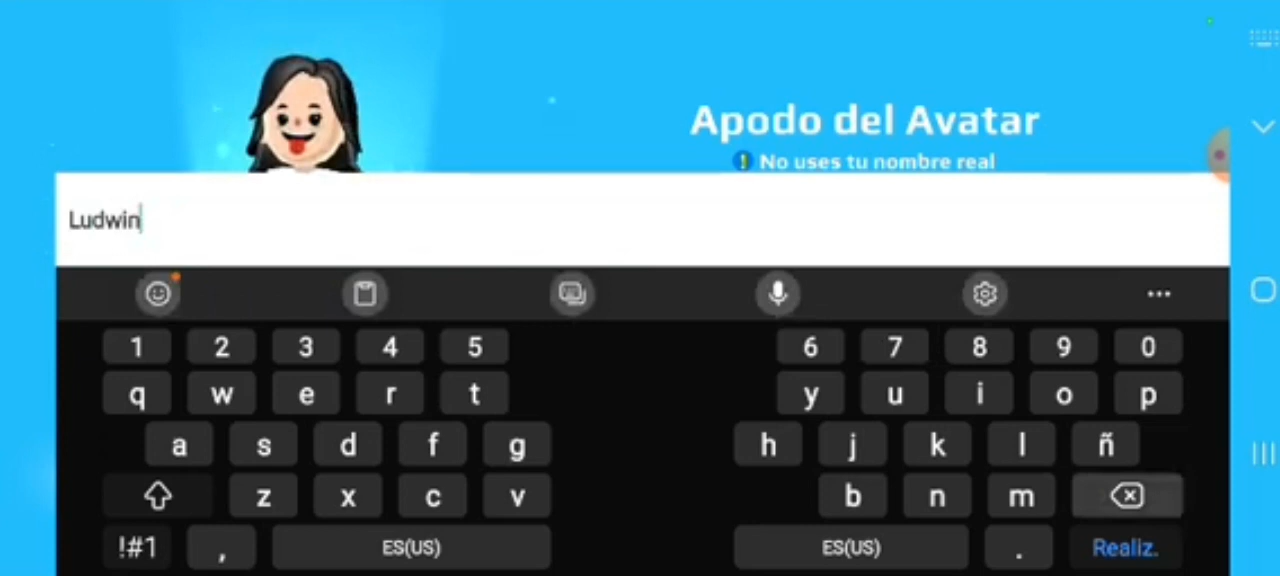 Apodo del Avatar
No uses tu nombre real
Ludwin
1 2 3 4 5 6 7 8 9 0
q w e r t y u i o p
a s d f g h j k l ñ
z x c v b n m
!#1 , ES(US) ES(US) . Realiz.